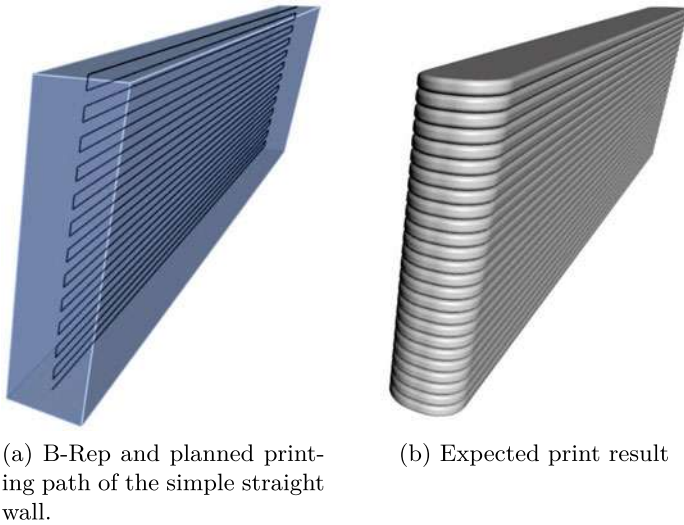 (a) B-Rep and planned print-
ing path of the simple straight
wall.
(b) Expected print result